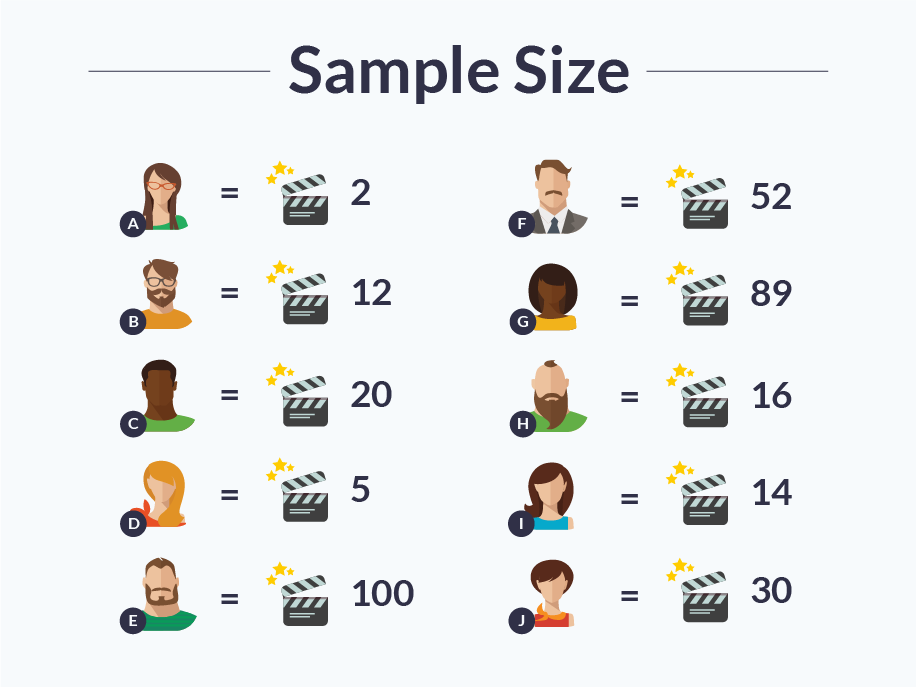 Sample Size
A = 2
B = 12
C = 20
D = 5
E = 100
F = 52
G = 89
H = 16
I = 14
J = 30